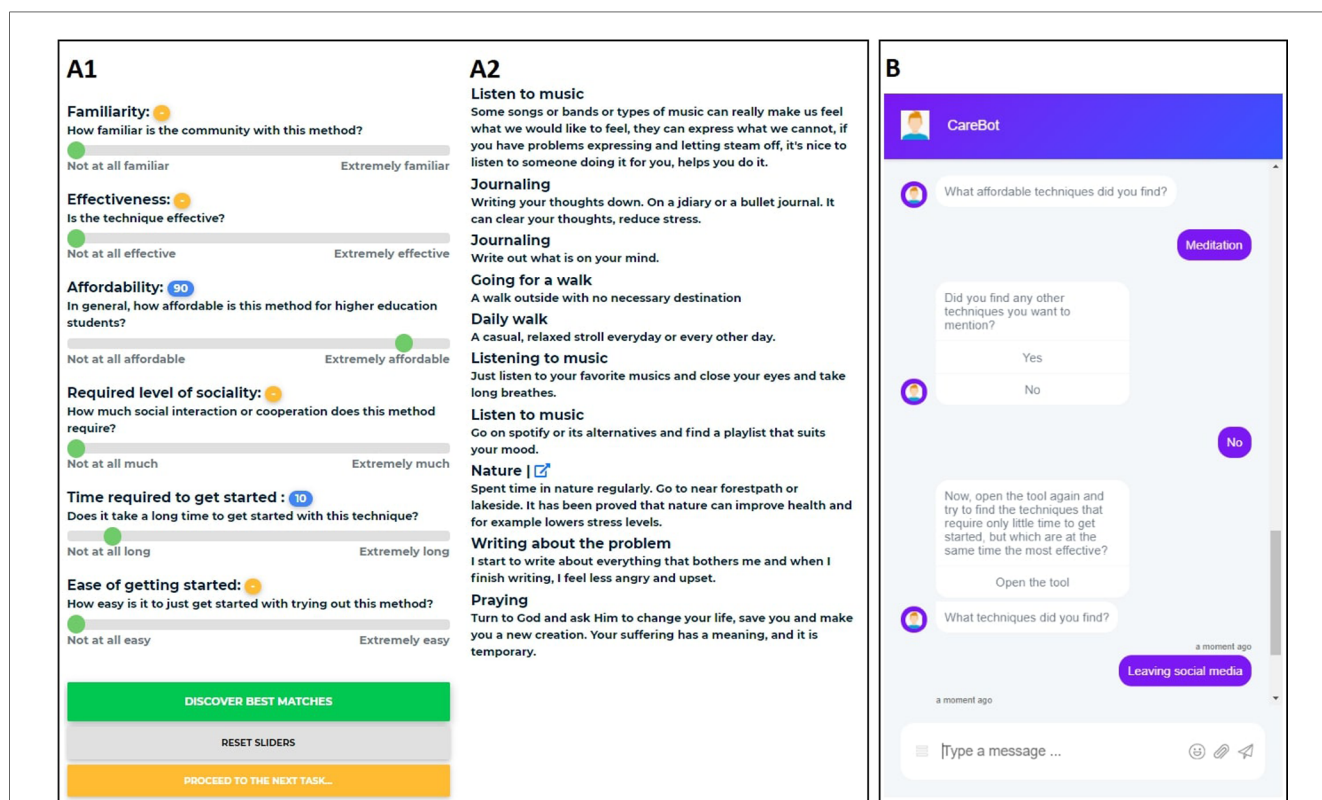 A1
Familiarity: -
How familiar is the community with this method?
Not at all familiar Extremely familiar
Effectiveness: -
Is the technique effective?
Not at all effective Extremely effective
Affordability: 90
In general, how affordable is this method for higher education
students?
Not at all affordable Extremely affordable
Required level of sociality: -
How much social interaction or cooperation does this method
require?
Not at all much Extremely much
Time required to get started : 10
Does it take a long time to get started with this technique?
Not at all long Extremely long
Ease of getting started: -
How easy is it to just get started with trying out this method?
Not at all easy Extremely easy
DISCOVER BEST MATCHES
RESET SLIDERS
PROCEED TO THE NEXT TASK...
A2
Listen to music
Some songs or bands or types of music can really make us feel
what we would like to feel, they can express what we cannot, if
you have problems expressing and letting steam off, it's nice to
listen to someone doing it for you, helps you do it.
Journaling
Writing your thoughts down. On a jdiary or a bullet journal. It
can clear your thoughts, reduce stress.
Journaling
Write out what is on your mind.
Going for a walk
A walk outside with no necessary destination
Daily walk
A casual, relaxed stroll everyday or every other day.
Listening to music
Just listen to your favorite musics and close your eyes and take
long breathes.
Listen to music
Go on spotify or its alternatives and find a playlist that suits
your mood.
Nature |
Spent time in nature regularly. Go to near forestpath or
lakeside. It has been proved that nature can improve health and
for example lowers stress levels.
Writing about the problem
I start to write about everything that bothers me and when I
finish writing, I feel less angry and upset.
Praying
Turn to God and ask Him to change your life, save you and make
you a new creation. Your suffering has a meaning, and it is
temporary.
B
CareBot
What affordable techniques did you find?
Meditation
Did you find any other
techniques you want to
mention?
Yes
No
No
Now, open the tool again and
try to find the techniques that
require only little time to get
started, but which are at the
same time the most effective?
Open the tool
What techniques did you find?
a moment ago
Leaving social media
a moment ago
Type a message ...